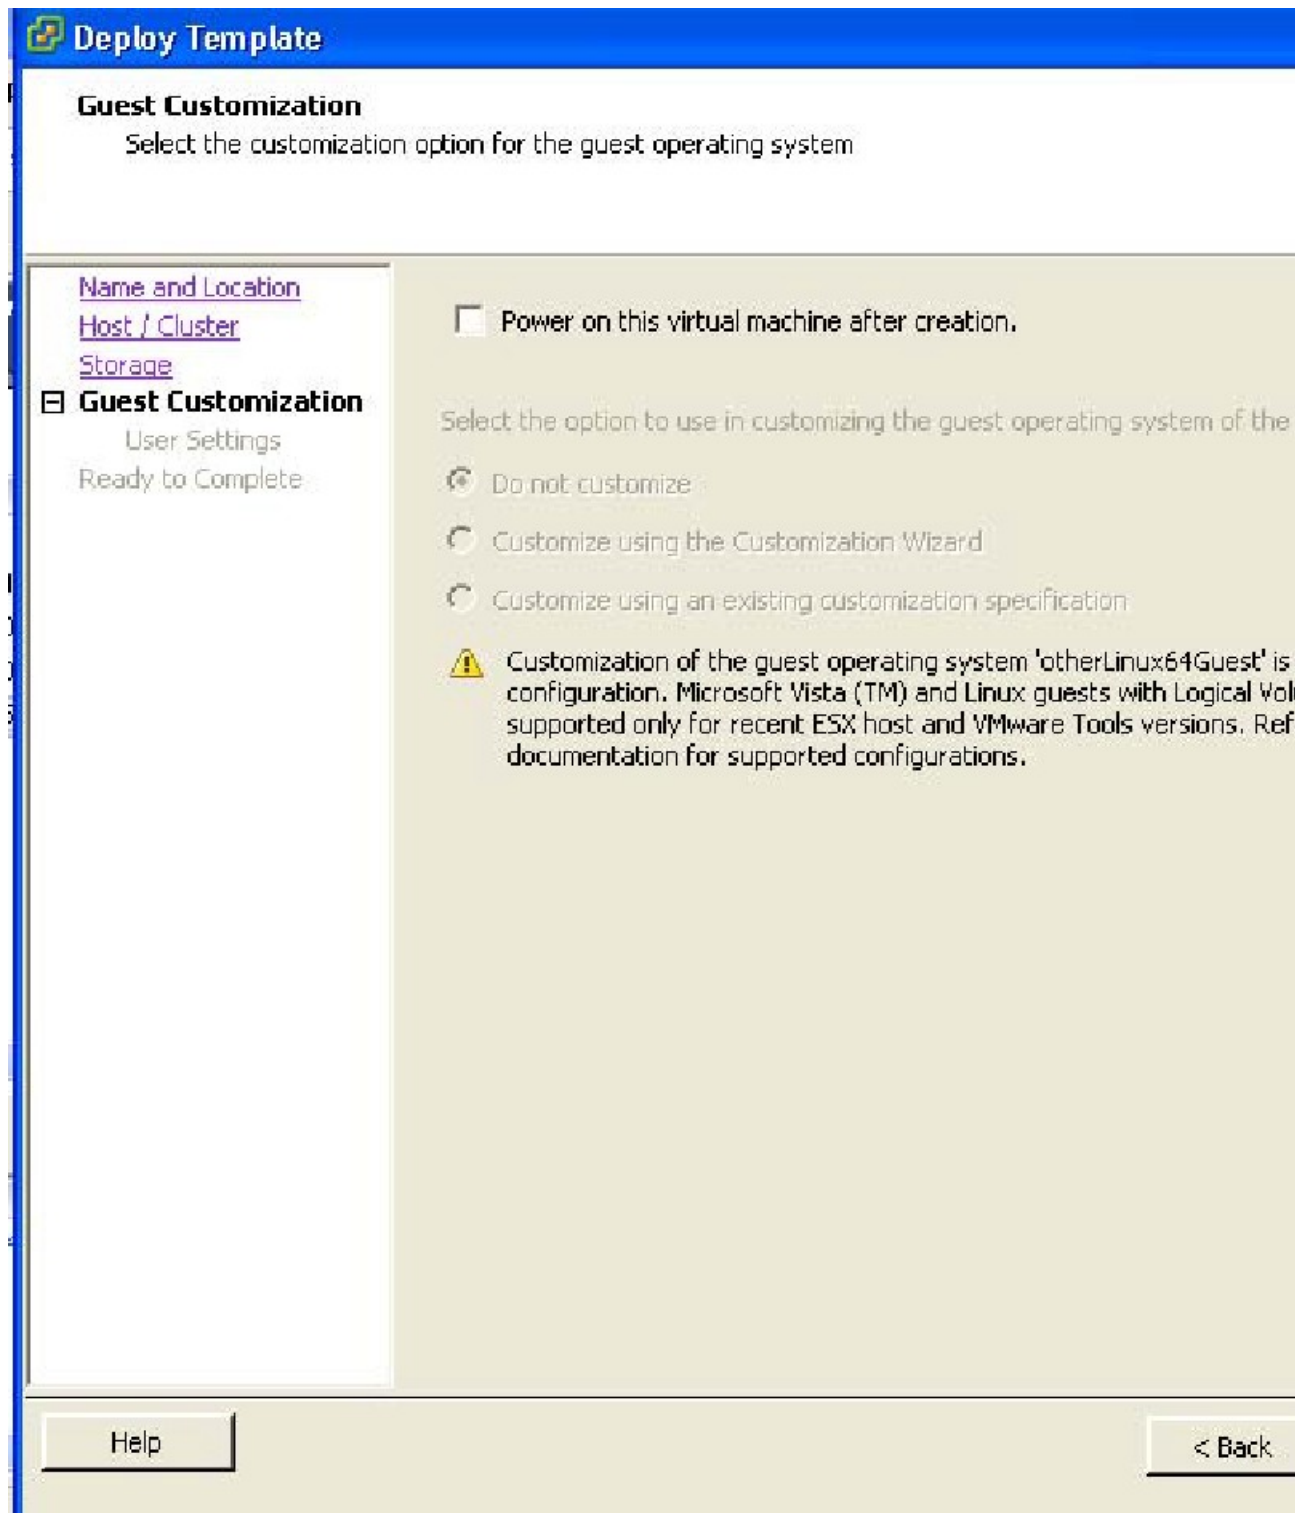 Deploy Template
Guest Customization
Select the customization option for the guest operating system
Name and Location
Host / Cluster
Storage
Guest Customization
User Settings
Ready to Complete
Power on this virtual machine after creation.
Select the option to use in customizing the guest operating system of the
Do not customize
Customize using the Customization Wizard
Customize using an existing customization specification
Customization of the guest operating system 'otherLinux64Guest' is
configuration. Microsoft Vista (TM) and Linux guests with Logical
supported only for recent ESX host and VMware Tools versions.
documentation for supported configurations.
Help
< Back